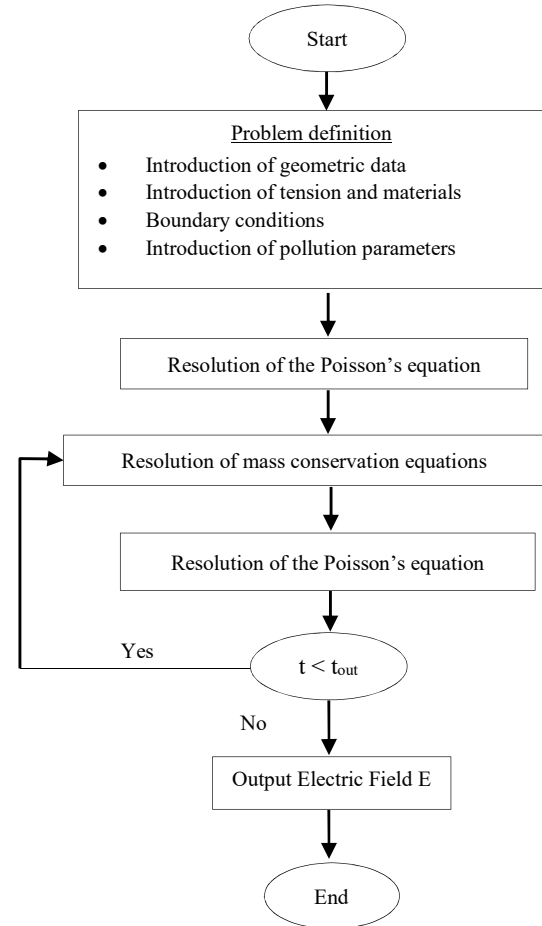 Start
Problem definition
• Introduction of geometric data
• Introduction of tension and materials
• Boundary conditions
• Introduction of pollution parameters
Resolution of the Poisson’s equation
Resolution of mass conservation equations
Resolution of the Poisson’s equation
Yes
t < tout
No
Output Electric Field E
End